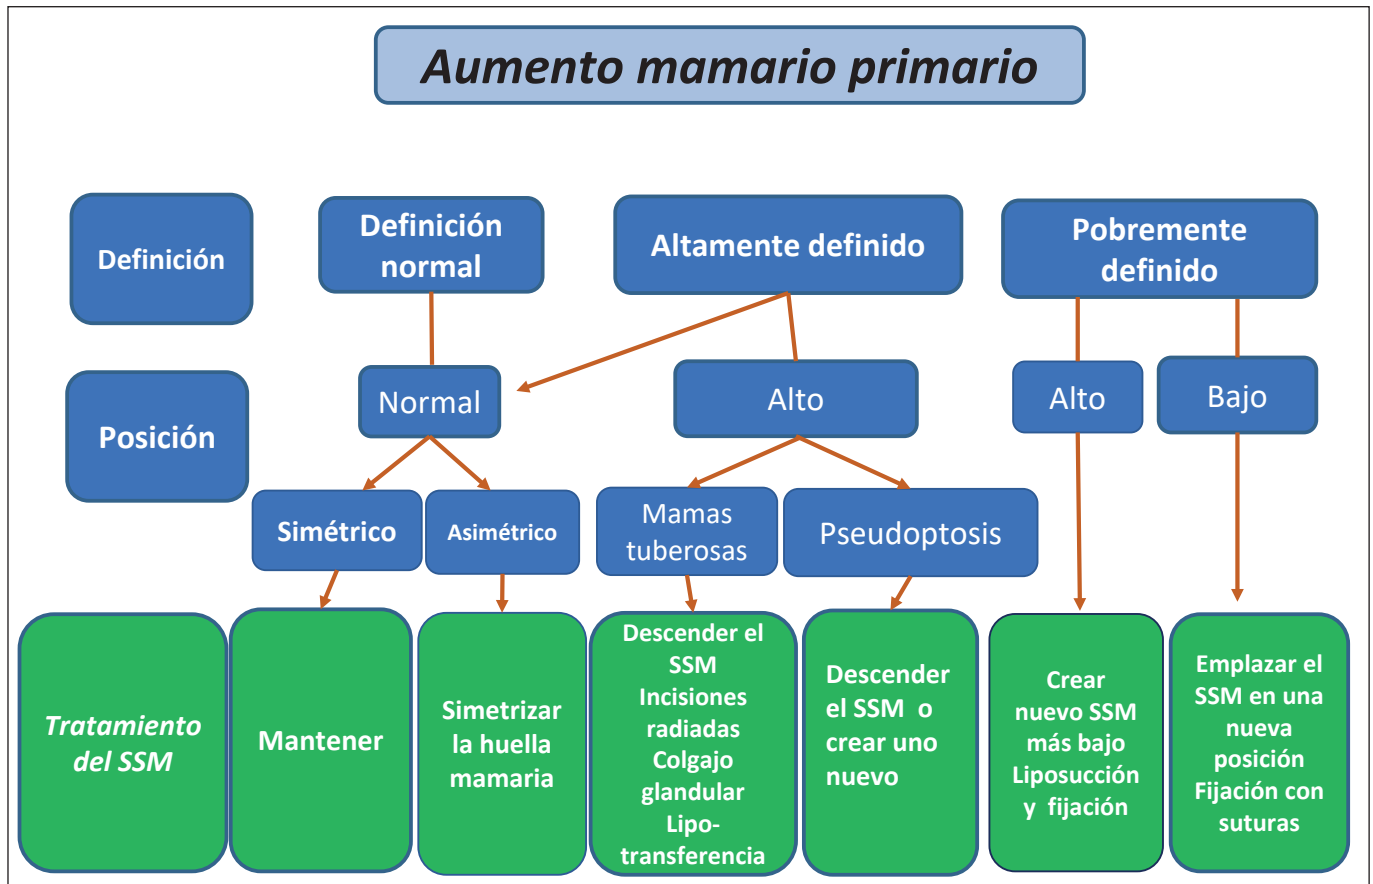 Aumento mamario primario
Definición
Definición
normal
Altamente definido
Pobremente
definido
Posición
Normal
Alto
Alto
Bajo
Simétrico
Asimétrico
Mamas
tuberosas
Pseudoptosis
Tratamiento
del SSM
Mantener
Simetrizar
la huella
mamaria
Descender el
SSM
Incisiones
radiadas
Colgajo
glandular
Lipo-
transferencia
Descender
el SSM o
crear uno
nuevo
Crear
nuevo SSM
más bajo
Liposucción
y fijación
Emplazar el
SSM en una
nueva
posición
Fijación con
suturas